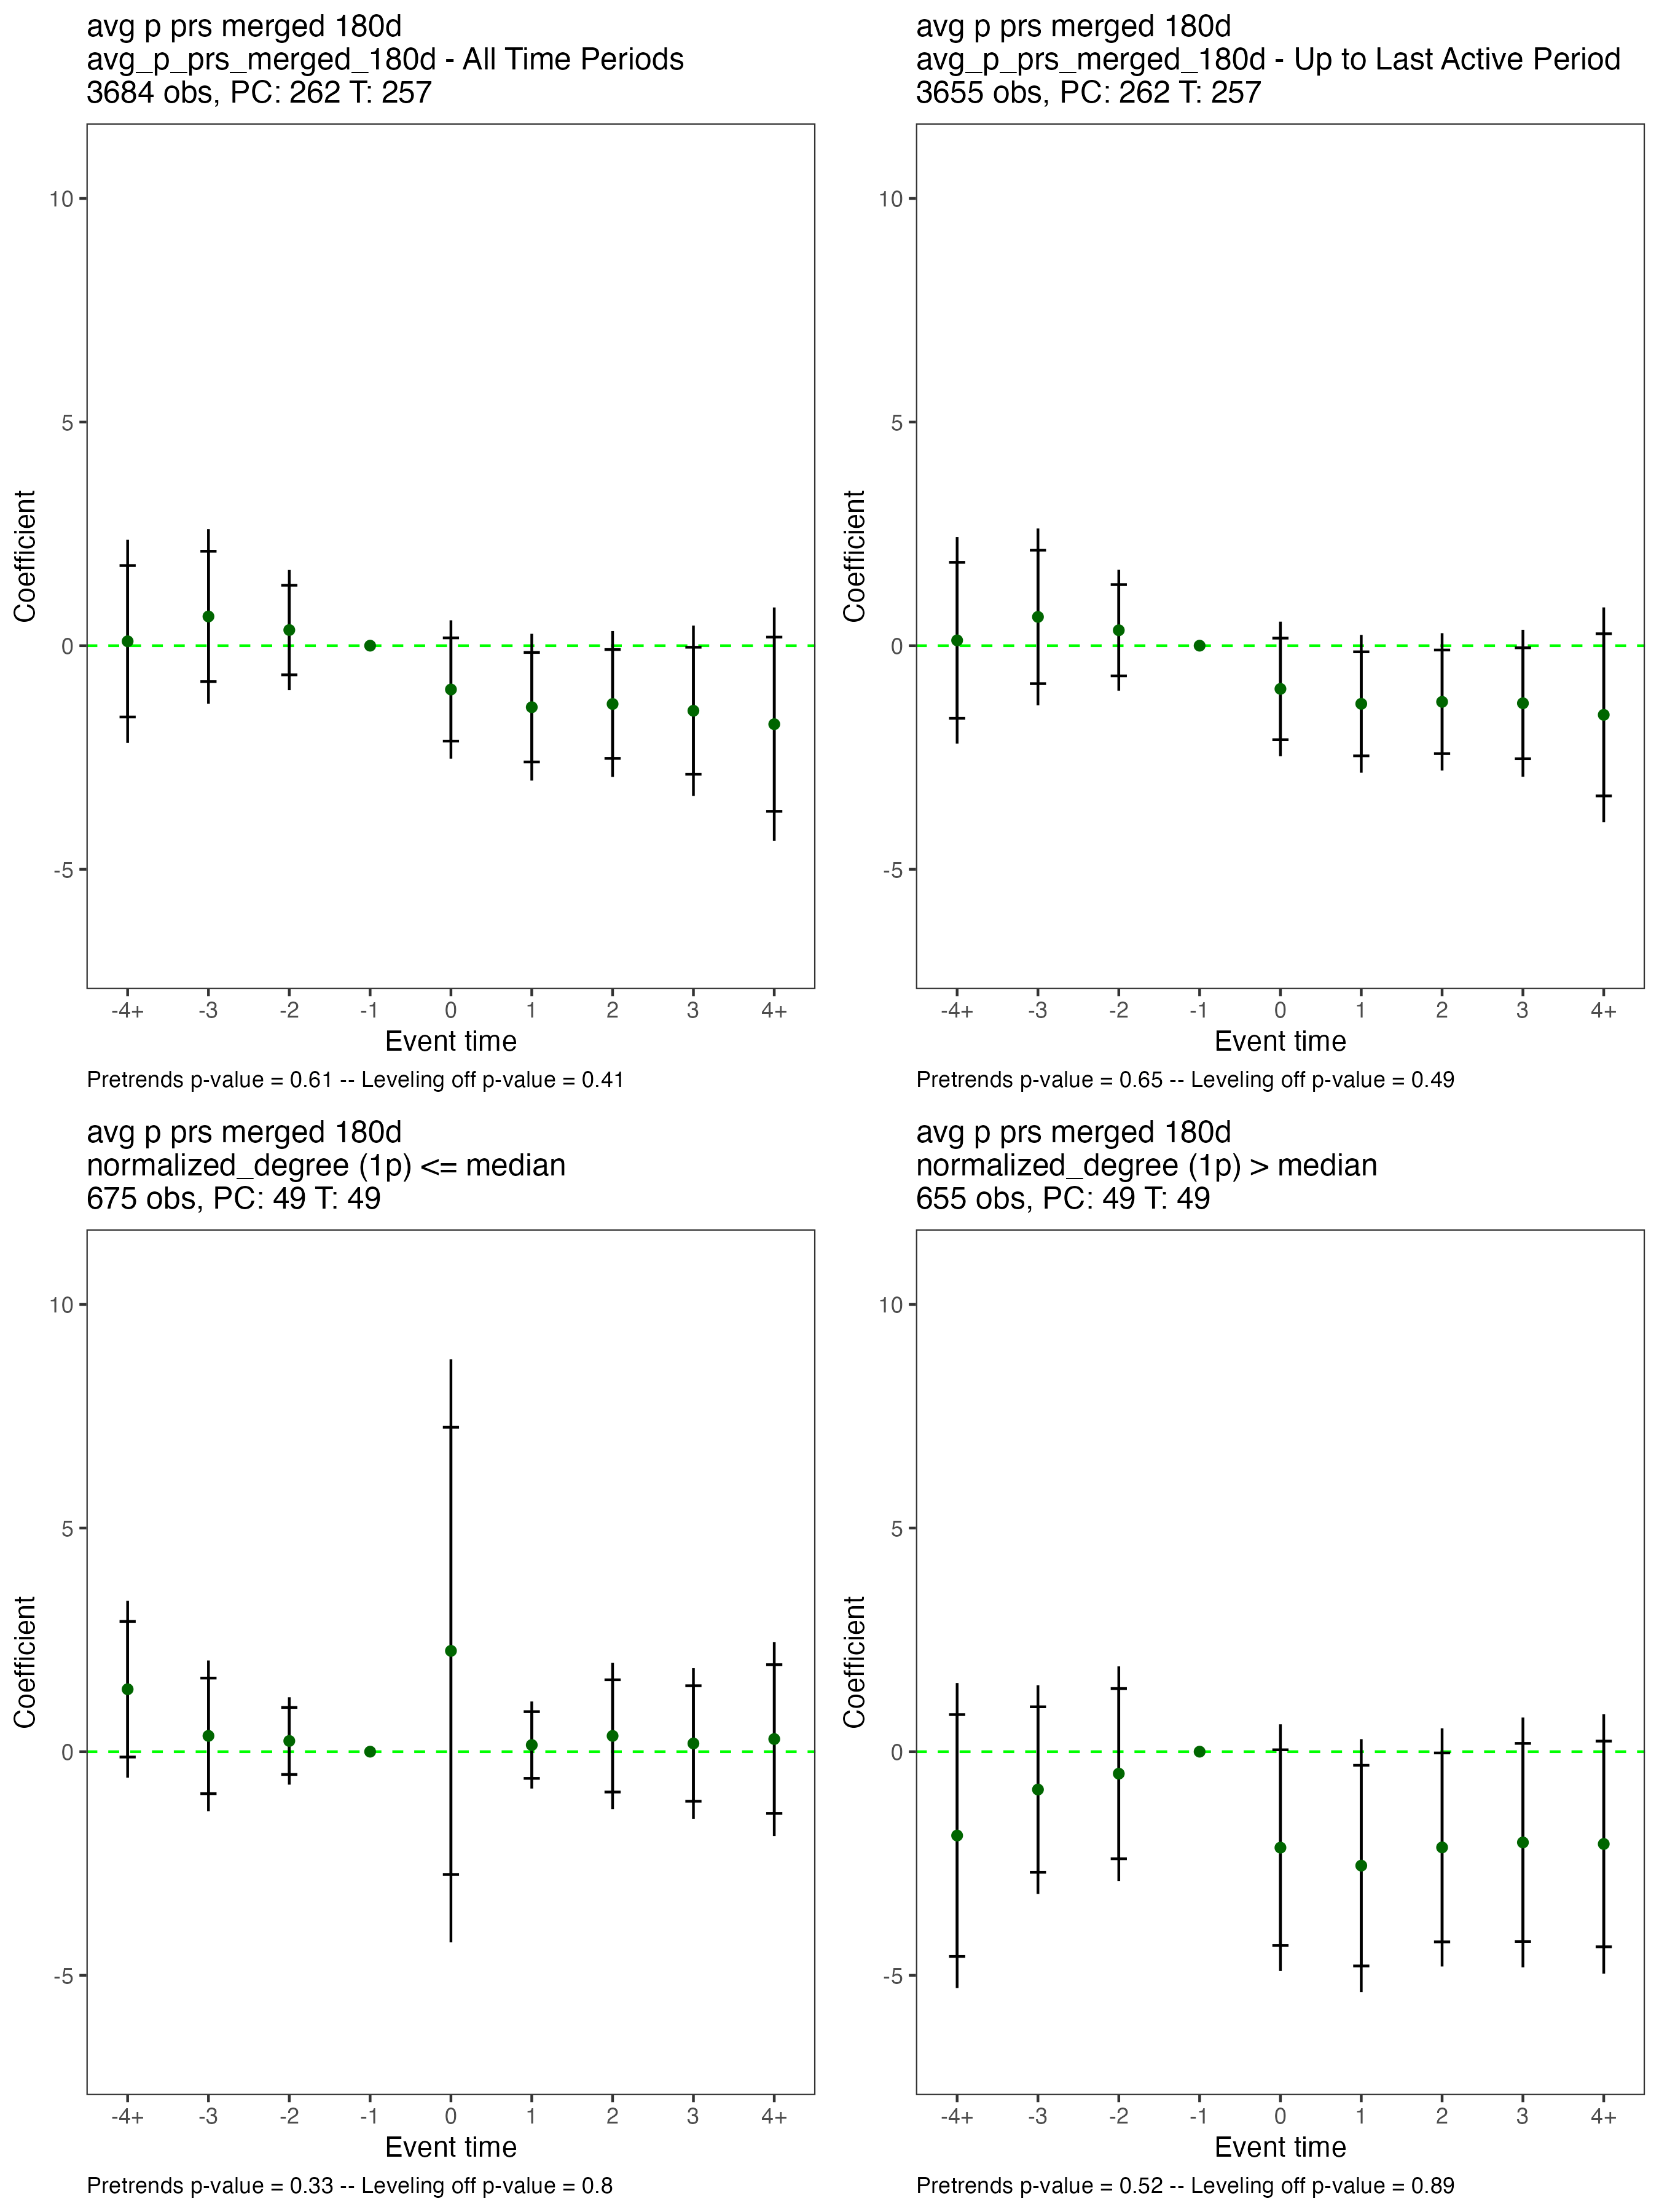 avg p prs merged 180d
avg_p_prs_merged_180d - All Time Periods
3684 obs, PC: 262 T: 257
10
5
0
-5
Coefficient
-4+ -3 -2 -1 0 1 2 3 4+
Event time
Pretrends p-value = 0.61 -- Leveling off p-value = 0.41
avg p prs merged 180d
avg_p_prs_merged_180d - Up to Last Active Period
3655 obs, PC: 262 T: 257
10
5
0
-5
Coefficient
-4+ -3 -2 -1 0 1 2 3 4+
Event time
Pretrends p-value = 0.65 -- Leveling off p-value = 0.49
avg p prs merged 180d
normalized_degree (1p) <= median
675 obs, PC: 49 T: 49
10
5
0
-5
Coefficient
-4+ -3 -2 -1 0 1 2 3 4+
Event time
Pretrends p-value = 0.33 -- Leveling off p-value = 0.8
avg p prs merged 180d
normalized_degree (1p) > median
655 obs, PC: 49 T: 49
10
5
0
-5
Coefficient
-4+ -3 -2 -1 0 1 2 3 4+
Event time
Pretrends p-value = 0.52 -- Leveling off p-value = 0.89